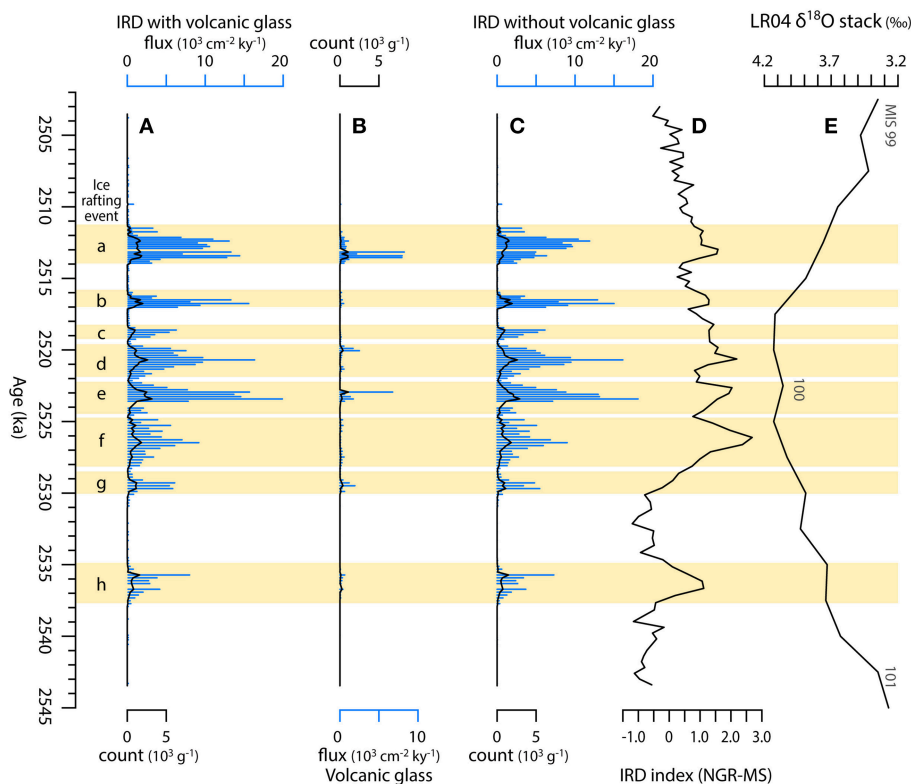 IRD with volcanic glass
flux (10³ cm⁻² ky⁻¹)
0 10 20
count (10³ g⁻¹)
0 5
IRD without volcanic glass
flux (10³ cm⁻² ky⁻¹)
0 10 20
LR04 δ¹⁸O stack (‰)
4.2 3.7 3.2
A
B
C
D
E
MIS 99
100
101
Age (ka)
2505
2510
2515
2520
2525
2530
2535
2540
2545
Ice
rafting
event
a
b
c
d
e
f
g
h
0 5
count (10³ g⁻¹)
0 10
flux (10³ cm⁻² ky⁻¹)
Volcanic glass
0 5
count (10³ g⁻¹)
-1.0 0 1.0 2.0 3.0
IRD index (NGR-MS)